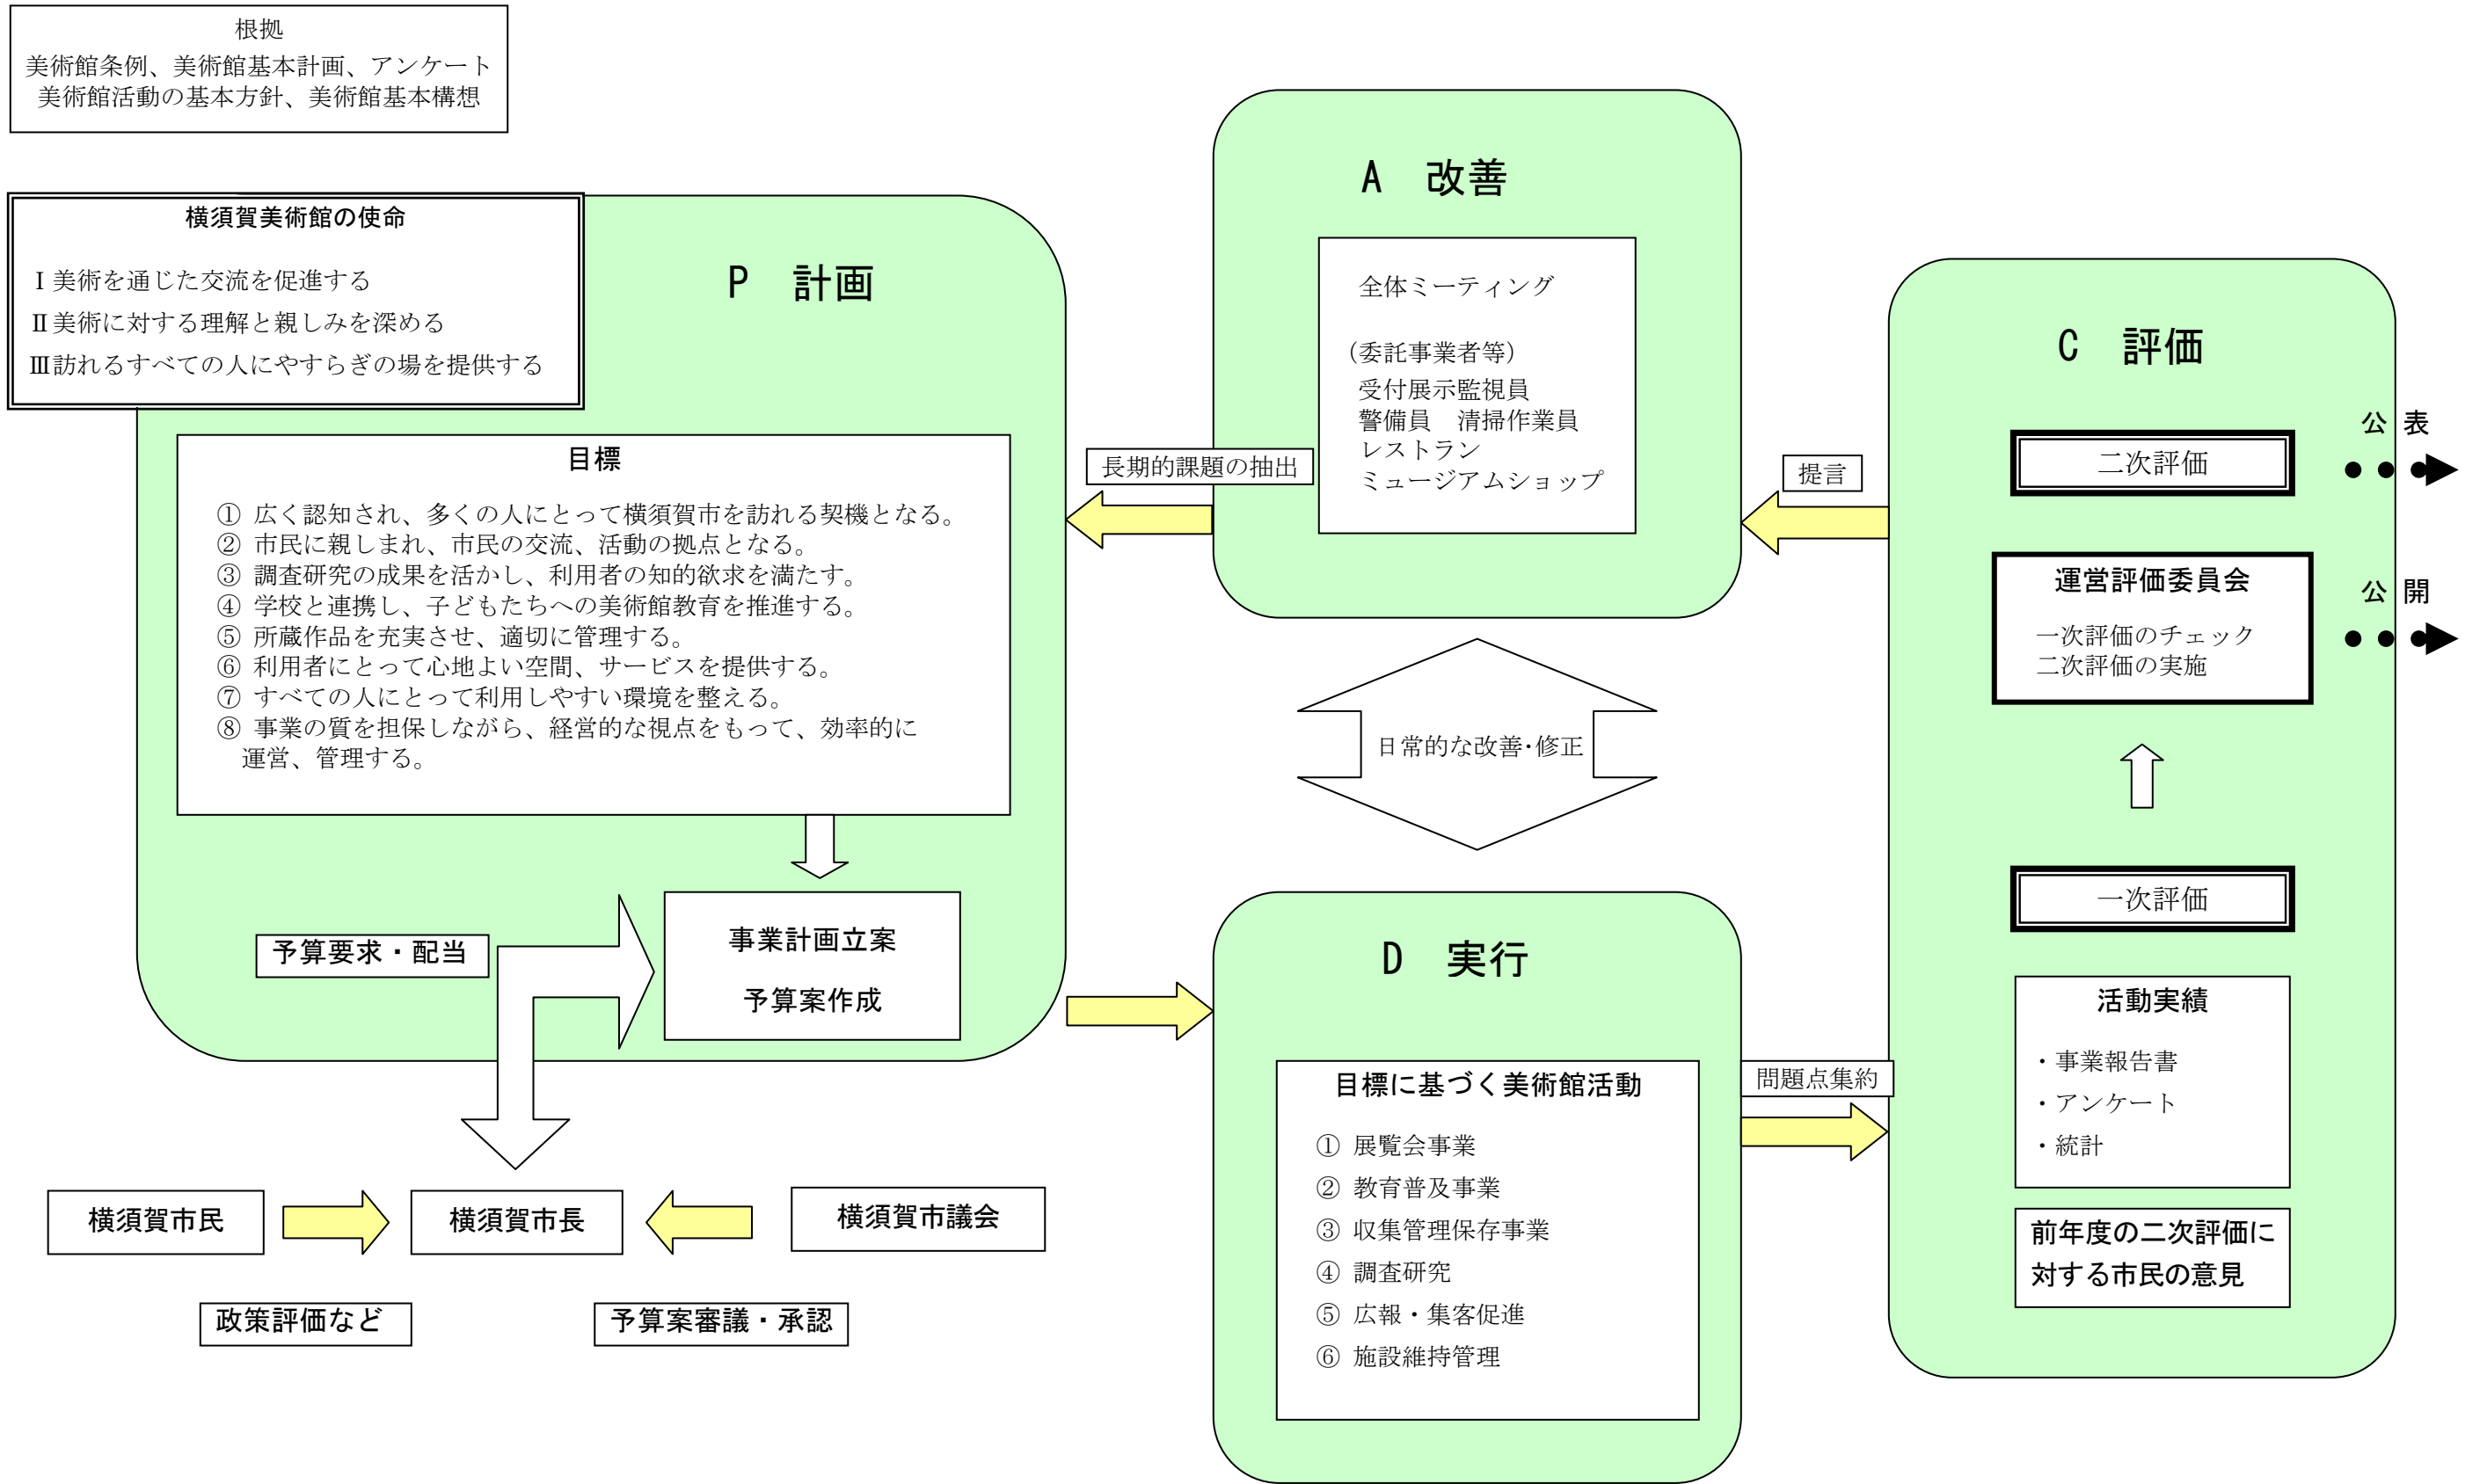 根拠
美術館条例、美術館基本計画、アンケート
美術館活動の基本方針、美術館基本構想
横須賀美術館の使命
Ⅰ美術を通じた交流を促進する
Ⅱ美術に対する理解と親しみを深める
Ⅲ訪れるすべての人にやすらぎの場を提供する
P 計画
目標
① 広く認知され、多くの人にとって横須賀市を訪れる契機となる。
② 市民に親しまれ、市民の交流、活動の拠点となる。
③ 調査研究の成果を活かし、利用者の知的欲求を満たす。
④ 学校と連携し、子どもたちへの美術館教育を推進する。
⑤ 所蔵作品を充実させ、適切に管理する。
⑥ 利用者にとって心地よい空間、サービスを提供する。
⑦ すべての人にとって利用しやすい環境を整える。
⑧ 事業の質を担保しながら、経営的な視点をもって、効率的に
運営、管理する。
予算要求・配当
事業計画立案
予算案作成
横須賀市民
横須賀市長
横須賀市議会
政策評価など
予算案審議・承認
長期的課題の抽出
A 改善
全体ミーティング
(委託事業者等)
受付展示監視員
警備員 清掃作業員
レストラン
ミュージアムショップ
日常的な改善・修正
D 実行
目標に基づく美術館活動
① 展覧会事業
② 教育普及事業
③ 収集管理保存事業
④ 調査研究
⑤ 広報・集客促進
⑥ 施設維持管理
提言
問題点集約
C 評価
二次評価
公 表
運営評価委員会
一次評価のチェック
二次評価の実施
公 開
一次評価
活動実績
・事業報告書
・アンケート
・統計
前年度の二次評価に
対する市民の意見